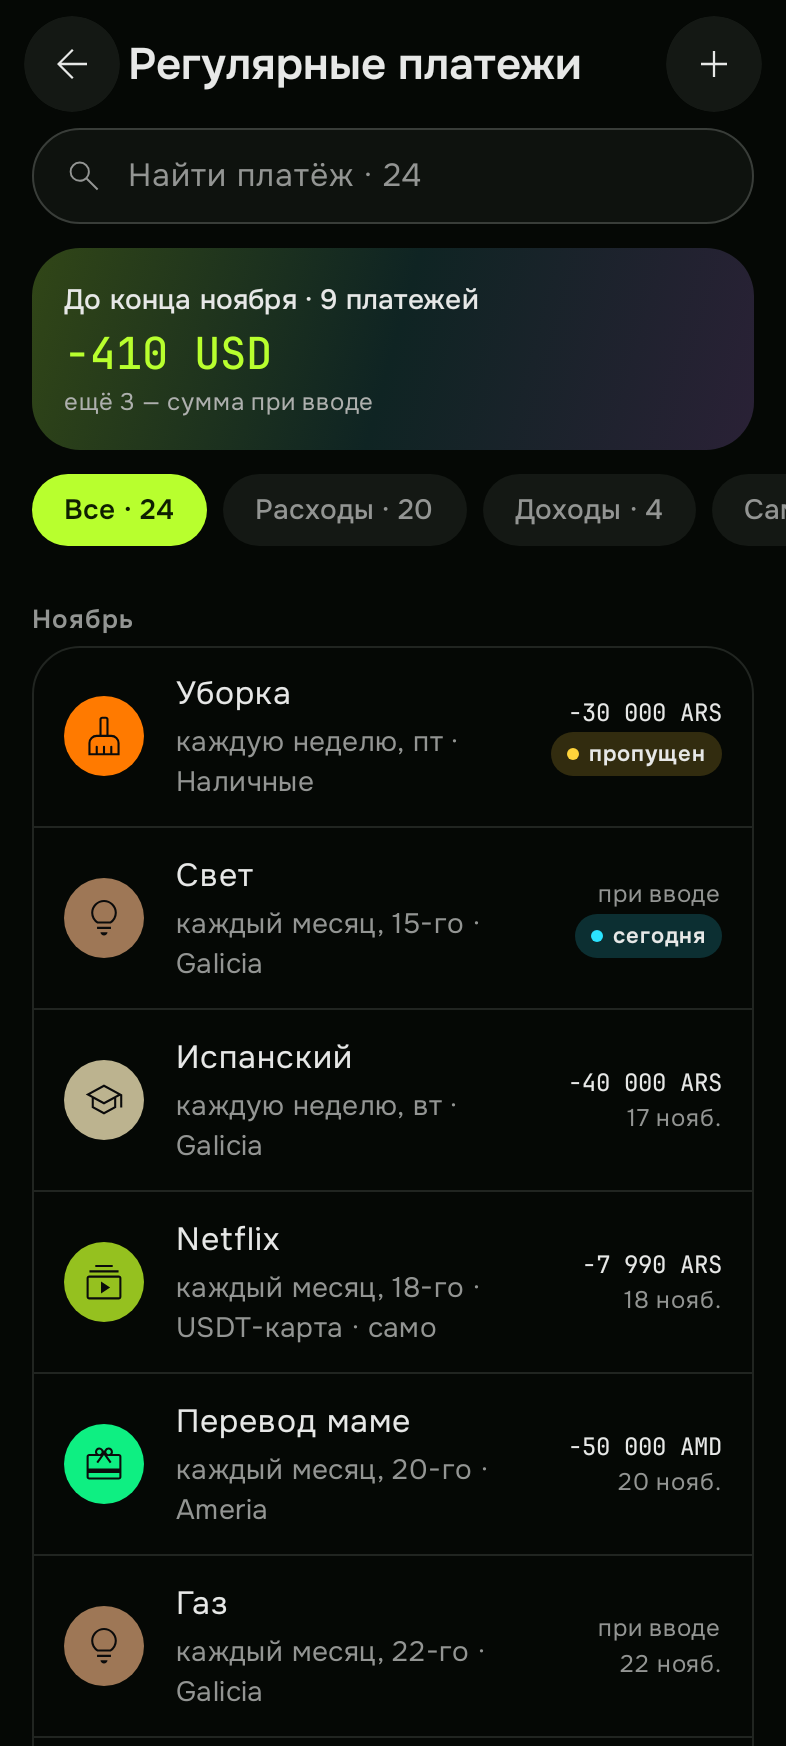 Регулярные платежи
Найти платёж · 24
До конца ноября · 9 платежей
-410 USD
ещё 3 — сумма при вводе
Все · 24
Расходы · 20
Доходы · 4
Ноябрь
Уборка
каждую неделю, пт ·
Наличные
-30 000 ARS
пропущен
Свет
каждый месяц, 15-го ·
Galicia
при вводе
сегодня
Испанский
каждую неделю, вт ·
Galicia
-40 000 ARS
17 нояб.
Netflix
каждый месяц, 18-го ·
USDT-карта · само
-7 990 ARS
18 нояб.
Перевод маме
каждый месяц, 20-го ·
Ameria
-50 000 AMD
20 нояб.
Газ
каждый месяц, 22-го ·
Galicia
при вводе
22 нояб.